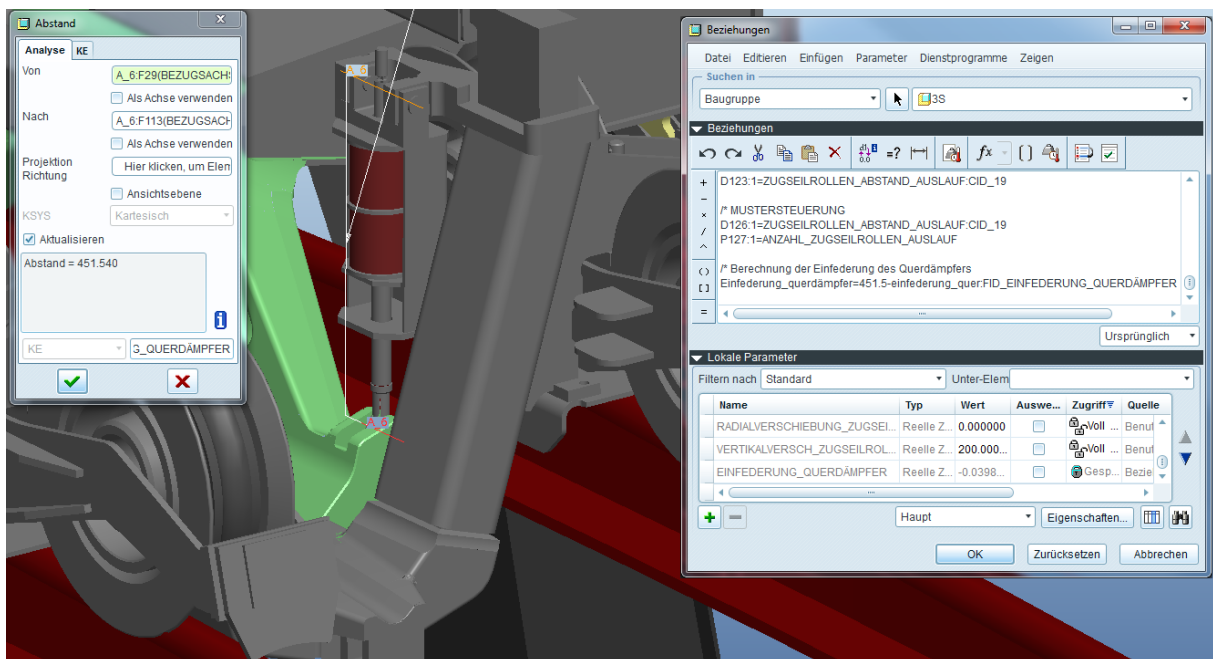 Abstand
Analyse KE
Von
A_6:F29(BEZUGSACHS
Als Achse verwenden
Nach
A_6:F113(BEZUGSACH
Als Achse verwenden
Projektion
Richtung
Hier klicken, um Elen
Ansichtsebene
KSYS Kartesisch
Aktualisieren
Abstand = 451.540
KE G_QUERDÄMPFER
A_6
A_6
Beziehungen
Datei Editieren Einfügen Parameter Dienstprogramme Zeigen
Suchen in
Baugruppe 3S
Beziehungen
D123:1=ZUGSEILROLLEN_ABSTAND_AUSLAUF:CID_19
/* MUSTERSTEUERUNG
D126:1=ZUGSEILROLLEN_ABSTAND_AUSLAUF:CID_19
P127:1=ANZAHL_ZUGSEILROLLEN_AUSLAUF
/* Berechnung der Einfederung des Querdämpfers
Einfederung_querdämpfer=451.5-einfederung_quer:FID_EINFEDERUNG_QUERDÄMPFER
Ursprünglich
Lokale Parameter
Filtern nach Standard Unter-Elem
Name Typ Wert Auswe... Zugriff Quelle
RADIALVERSCHIEBUNG_ZUGSEI... Reelle Z... 0.000000 Voll ... Benut
VERTIKALVERSCH_ZUGSEILROL... Reelle Z... 200.000... Voll ... Benut
EINFEDERUNG_QUERDÄMPFER Reelle Z... -0.0398... Gesp... Bezie
Haupt Eigenschaften...
OK Zurücksetzen Abbrechen